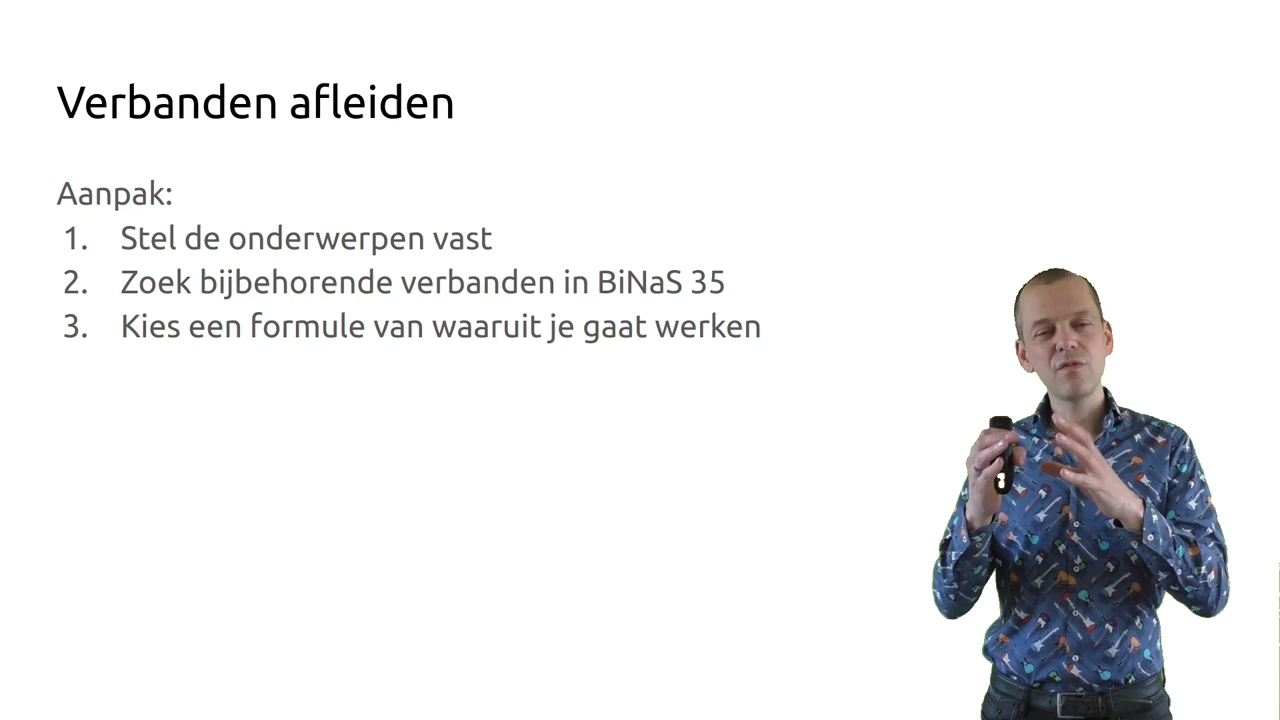 Verbanden afleiden
Aanpak:
1. Stel de onderwerpen vast
2. Zoek bijbehorende verbanden in BiNaS 35
3. Kies een formule van waaruit je gaat werken